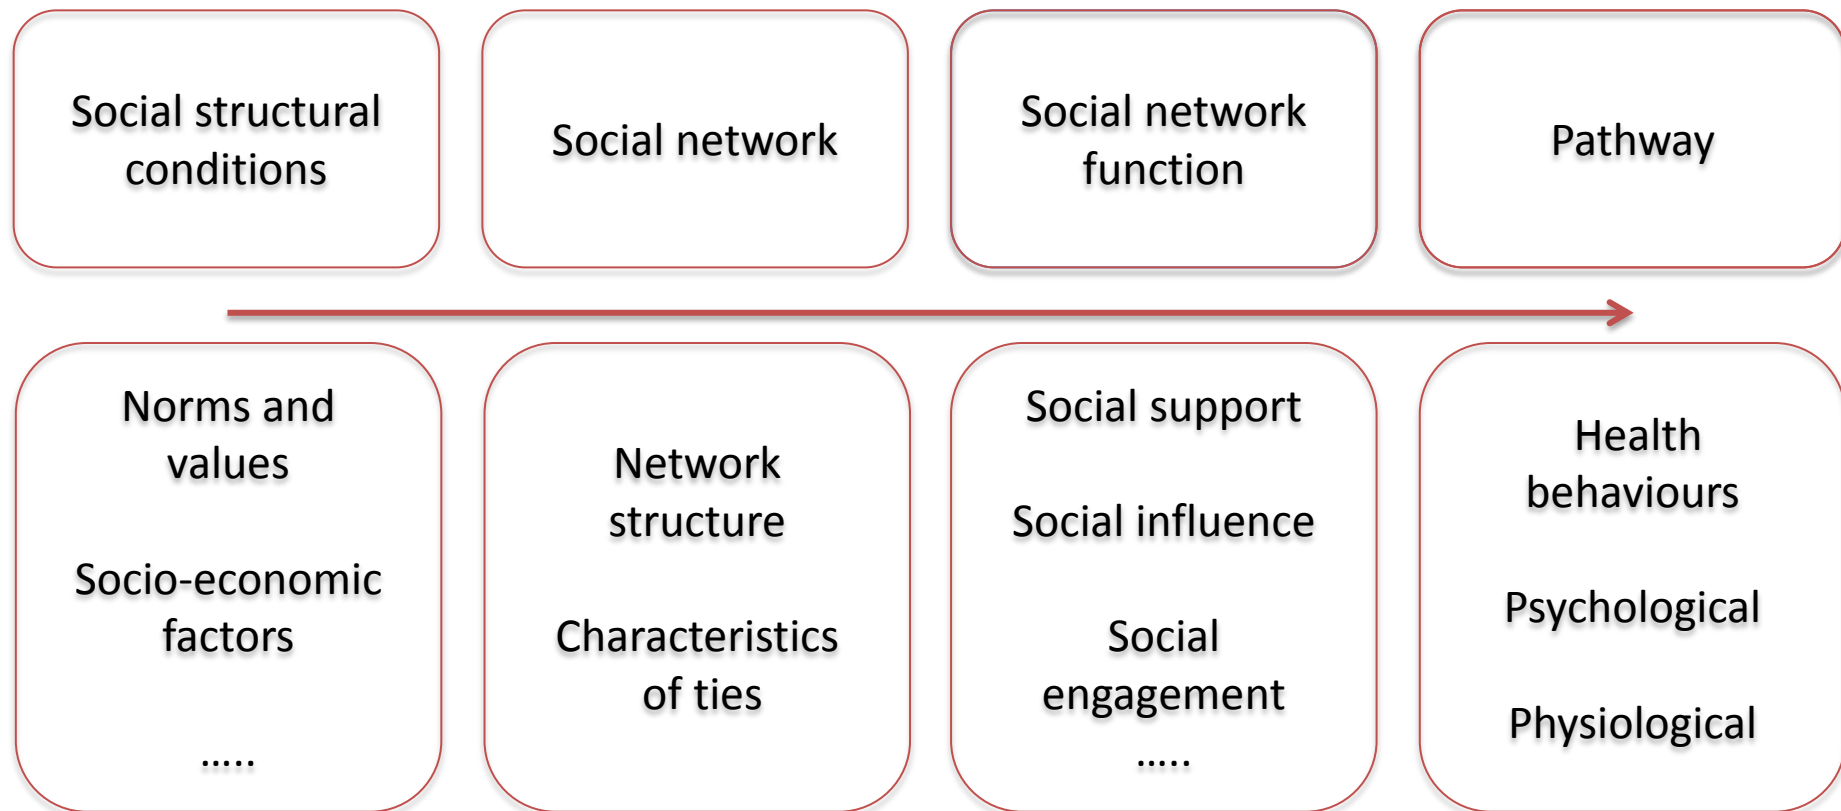 Social structural
conditions
Social network
Social network
function
Pathway
Norms and
values
Socio-economic
factors
.....
Network
structure
Characteristics
of ties
Social support
Social influence
Social
engagement
.....
Health
behaviours
Psychological
Physiological